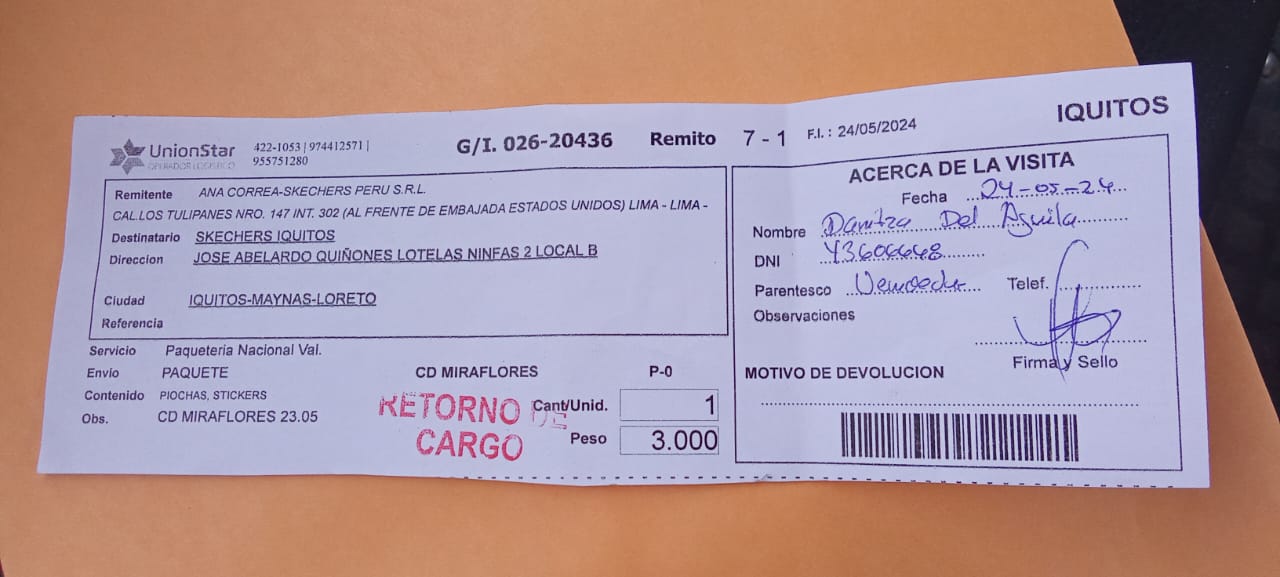 UnionStar
OPERADOR LOGISTICO
422-1053 | 974412571 |
955751280
G/I. 026-20436 Remito 7 - 1 F.I. : 24/05/2024 IQUITOS
Remitente ANA CORREA-SKECHERS PERU S.R.L.
CAL.LOS TULIPANES NRO. 147 INT. 302 (AL FRENTE DE EMBAJADA ESTADOS UNIDOS) LIMA - LIMA -
Destinatario SKECHERS IQUITOS
Direccion JOSE ABELARDO QUIÑONES LOTELAS NINFAS 2 LOCAL B
Ciudad IQUITOS-MAYNAS-LORETO
Referencia
Servicio Paqueteria Nacional Val.
Envio PAQUETE CD MIRAFLORES P-0
Contenido PIOCHAS, STICKERS
Obs. CD MIRAFLORES 23.05
RETORNO DE
CARGO
Cant/Unid. 1
Peso 3.000
ACERCA DE LA VISITA
Fecha 24-05-24
Nombre Danitza Del Aguila
DNI 43606648
Parentesco Telef.
Observaciones
Firma y Sello
MOTIVO DE DEVOLUCION